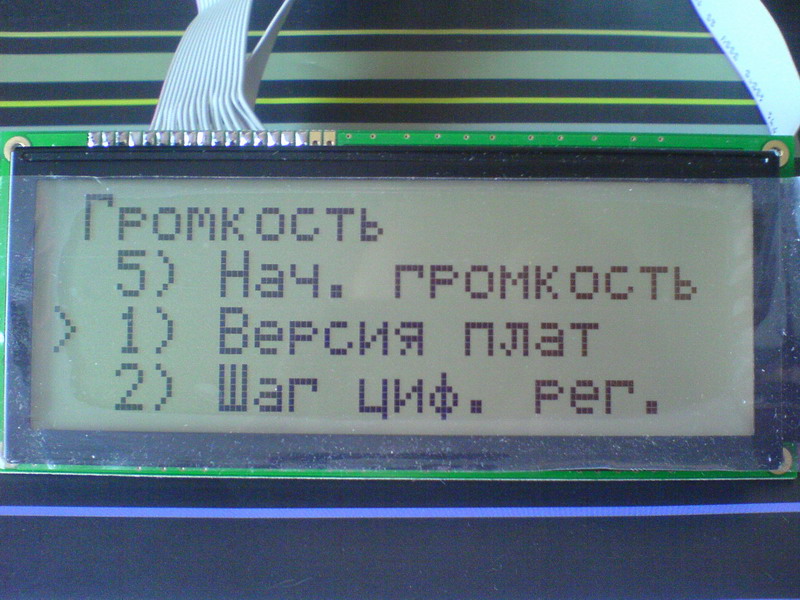 Громкость
5) Нач. громкость
> 1) Версия плат
2) Шаг циф. рег.